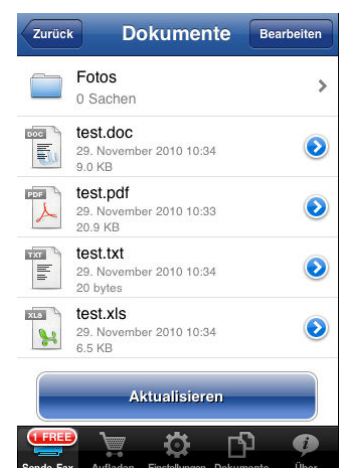 Zurück Dokumente Bearbeiten
Fotos
0 Sachen
DOC
test.doc
29. November 2010 10:34
9.0 KB
PDF
test.pdf
29. November 2010 10:33
20.9 KB
TXT
test.txt
29. November 2010 10:34
20 bytes
XLS
test.xls
29. November 2010 10:34
6.5 KB
Aktualisieren
1 FREE
Sende Fax Aufladen Einstellungen Dokumente Über